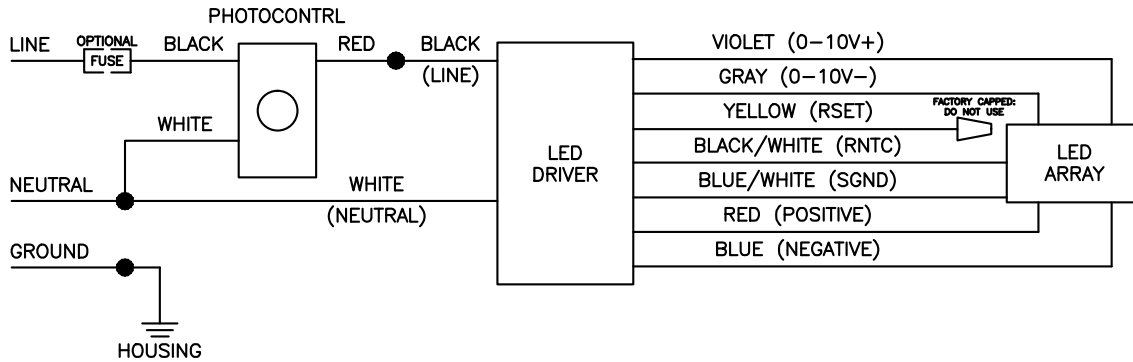 PHOTOCONTRL
LINE
OPTIONAL
FUSE
BLACK
RED
BLACK
(LINE)
WHITE
NEUTRAL
WHITE
(NEUTRAL)
GROUND
HOUSING
LED
DRIVER
VIOLET (0-10V+)
GRAY (0-10V-)
YELLOW (RSET)
FACTORY CAPPED:
DO NOT USE
BLACK/WHITE (RNTC)
BLUE/WHITE (SGND)
RED (POSITIVE)
BLUE (NEGATIVE)
LED
ARRAY